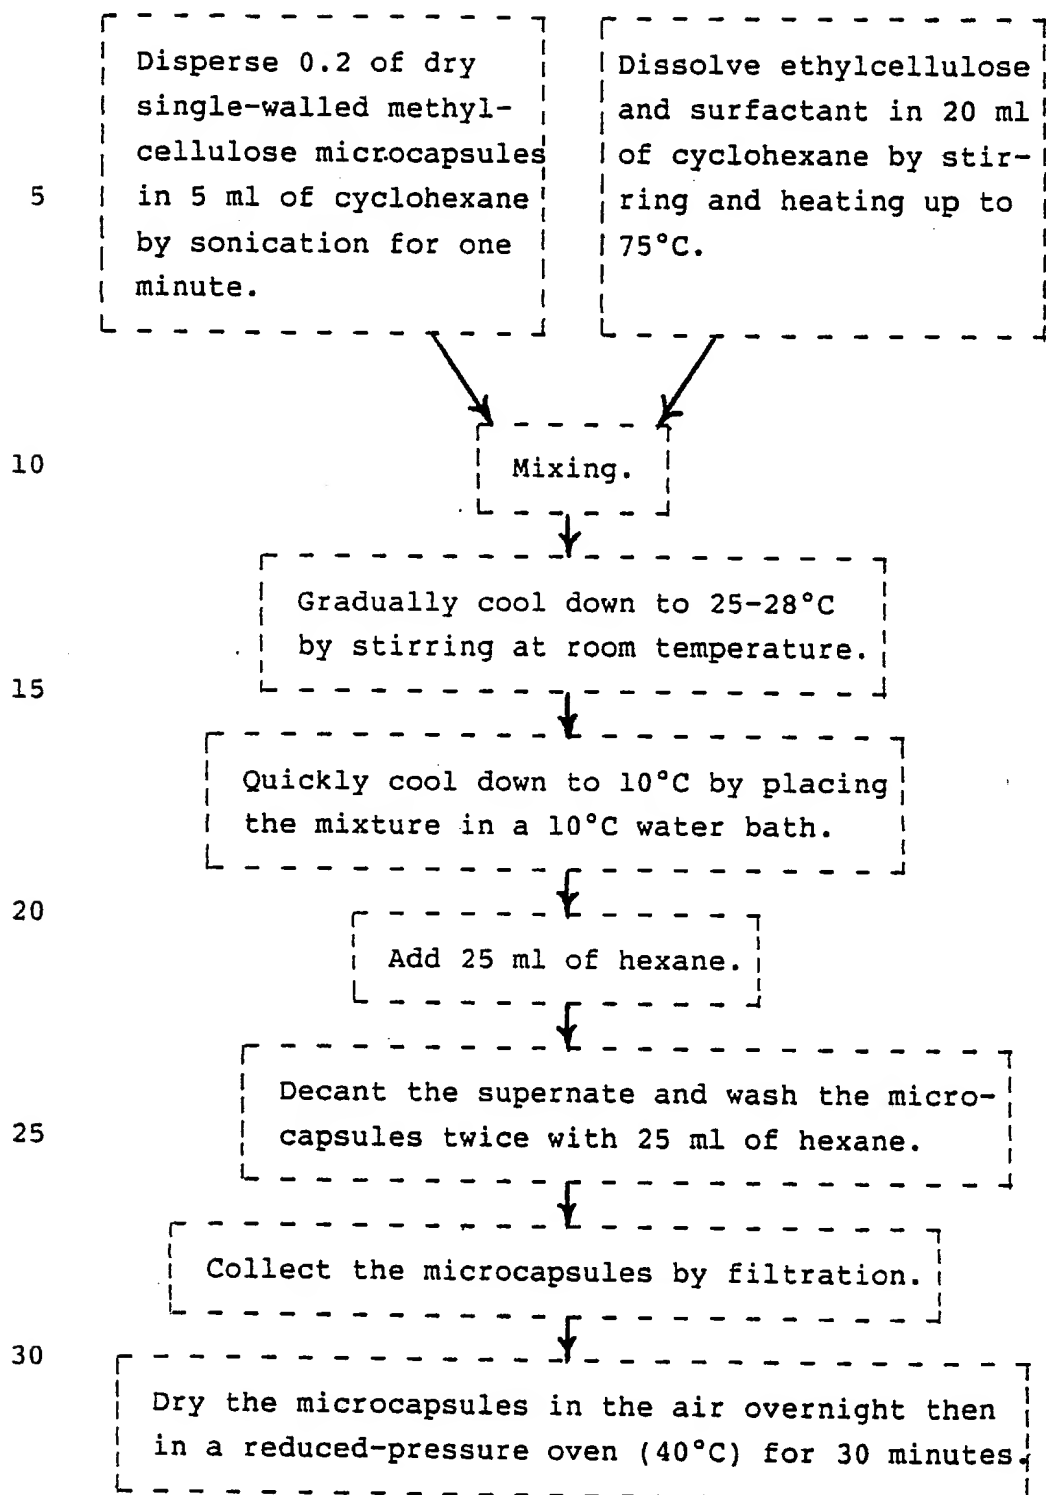 Disperse 0.2 of dry
single-walled methyl-
cellulose microcapsules
5
in 5 ml of cyclohexane
by sonication for one
minute.
Dissolve ethylcellulose
and surfactant in 20 ml
of cyclohexane by stir-
ring and heating up to
75°C.
10
Mixing.
Gradually cool down to 25-28°C
by stirring at room temperature.
15
Quickly cool down to 10°C by placing
the mixture in a 10°C water bath.
20
Add 25 ml of hexane.
Decant the supernate and wash the micro-
25
capsules twice with 25 ml of hexane.
Collect the microcapsules by filtration.
30
Dry the microcapsules in the air overnight then
in a reduced-pressure oven (40°C) for 30 minutes.